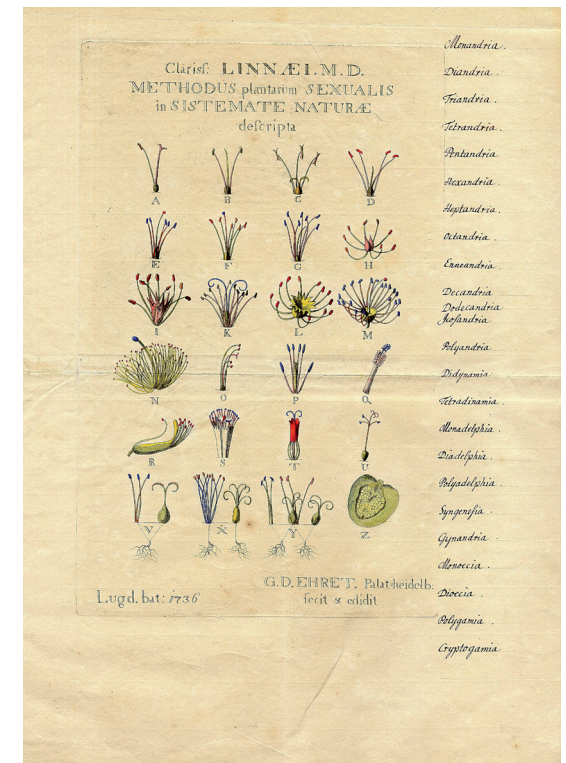 Clariſs: LINNÆI. M. D.
METHODUS plantarum SEXUALIS
in SISTEMATE NATURÆ
deſcripta
A B C D
E F G H
I K L M
N O P Q
R S T U
V X Y Z
Lugd. bat: 1736
G. D. EHRET. Palat-heidelb:
fecit & edidit
Monandria.
Diandria.
Triandria.
Tetrandria.
Pentandria
Hexandria.
Heptandria.
Octandria.
Enneandria.
Decandria
Dodecandria
Icoſandria
Polyandria
Didynamia
Tetradinamia.
Monadelphia.
Diadelphia.
Polyadelphia.
Syngeneſia.
Gynandria.
Monoecia.
Dioecia.
Polygamia.
Cryptogamia